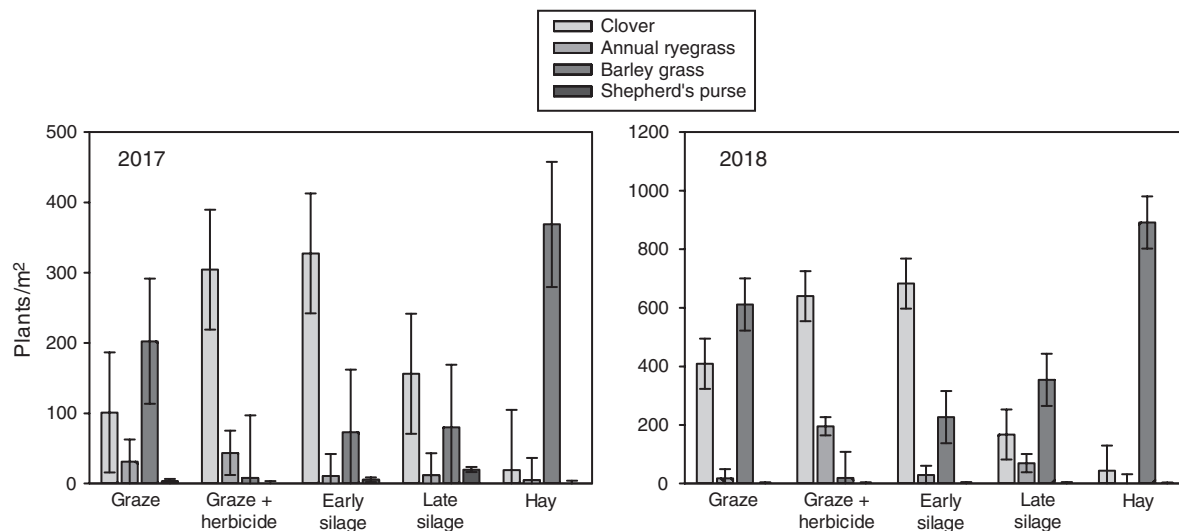 Clover
Annual ryegrass
Barley grass
Shepherd's purse
Plants/m²
500
400
300
200
100
0
2017
Graze
Graze +
herbicide
Early
silage
Late
silage
Hay
1200
1000
800
600
400
200
0
2018
Graze
Graze +
herbicide
Early
silage
Late
silage
Hay